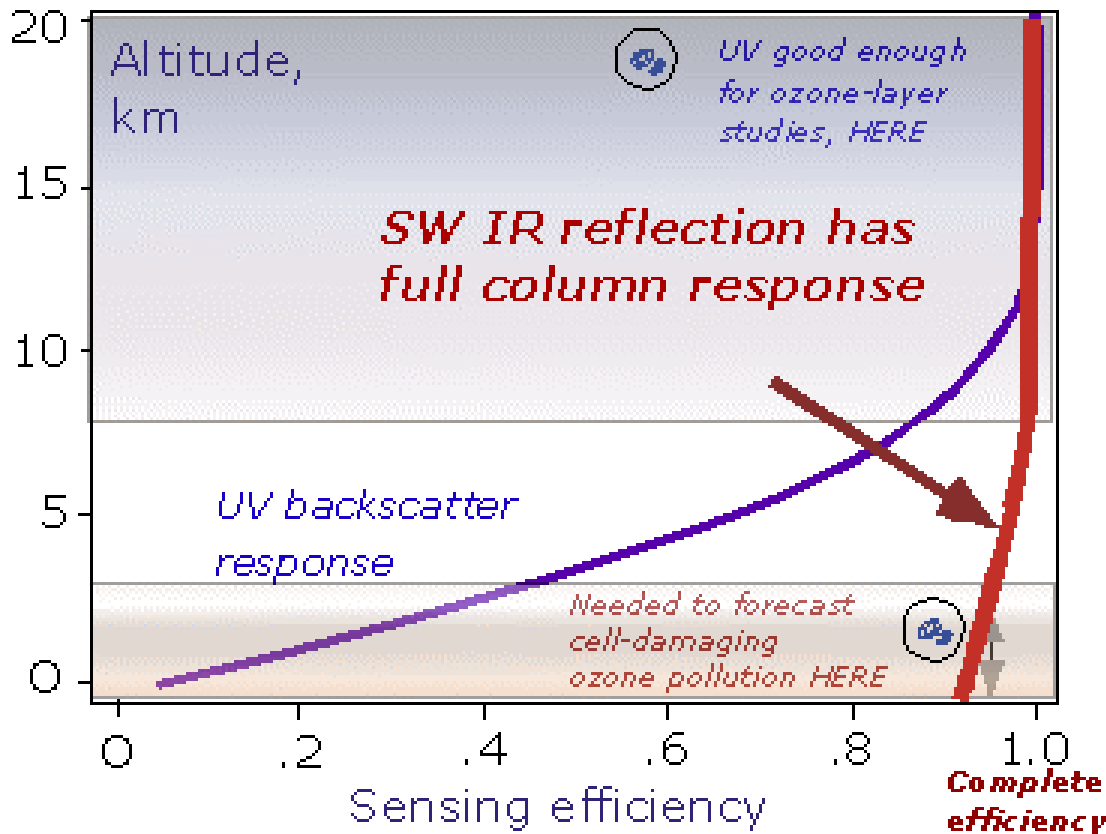 20
Altitude,
km
UV good enough
for ozone-layer
studies, HERE
15
SW IR reflection has
full column response
10
5
UV backscatter
response
Needed to forecast
cell-damaging
ozone pollution HERE
0
0 .2 .4 .6 .8 1.0
Sensing efficiency
Complete
efficiency